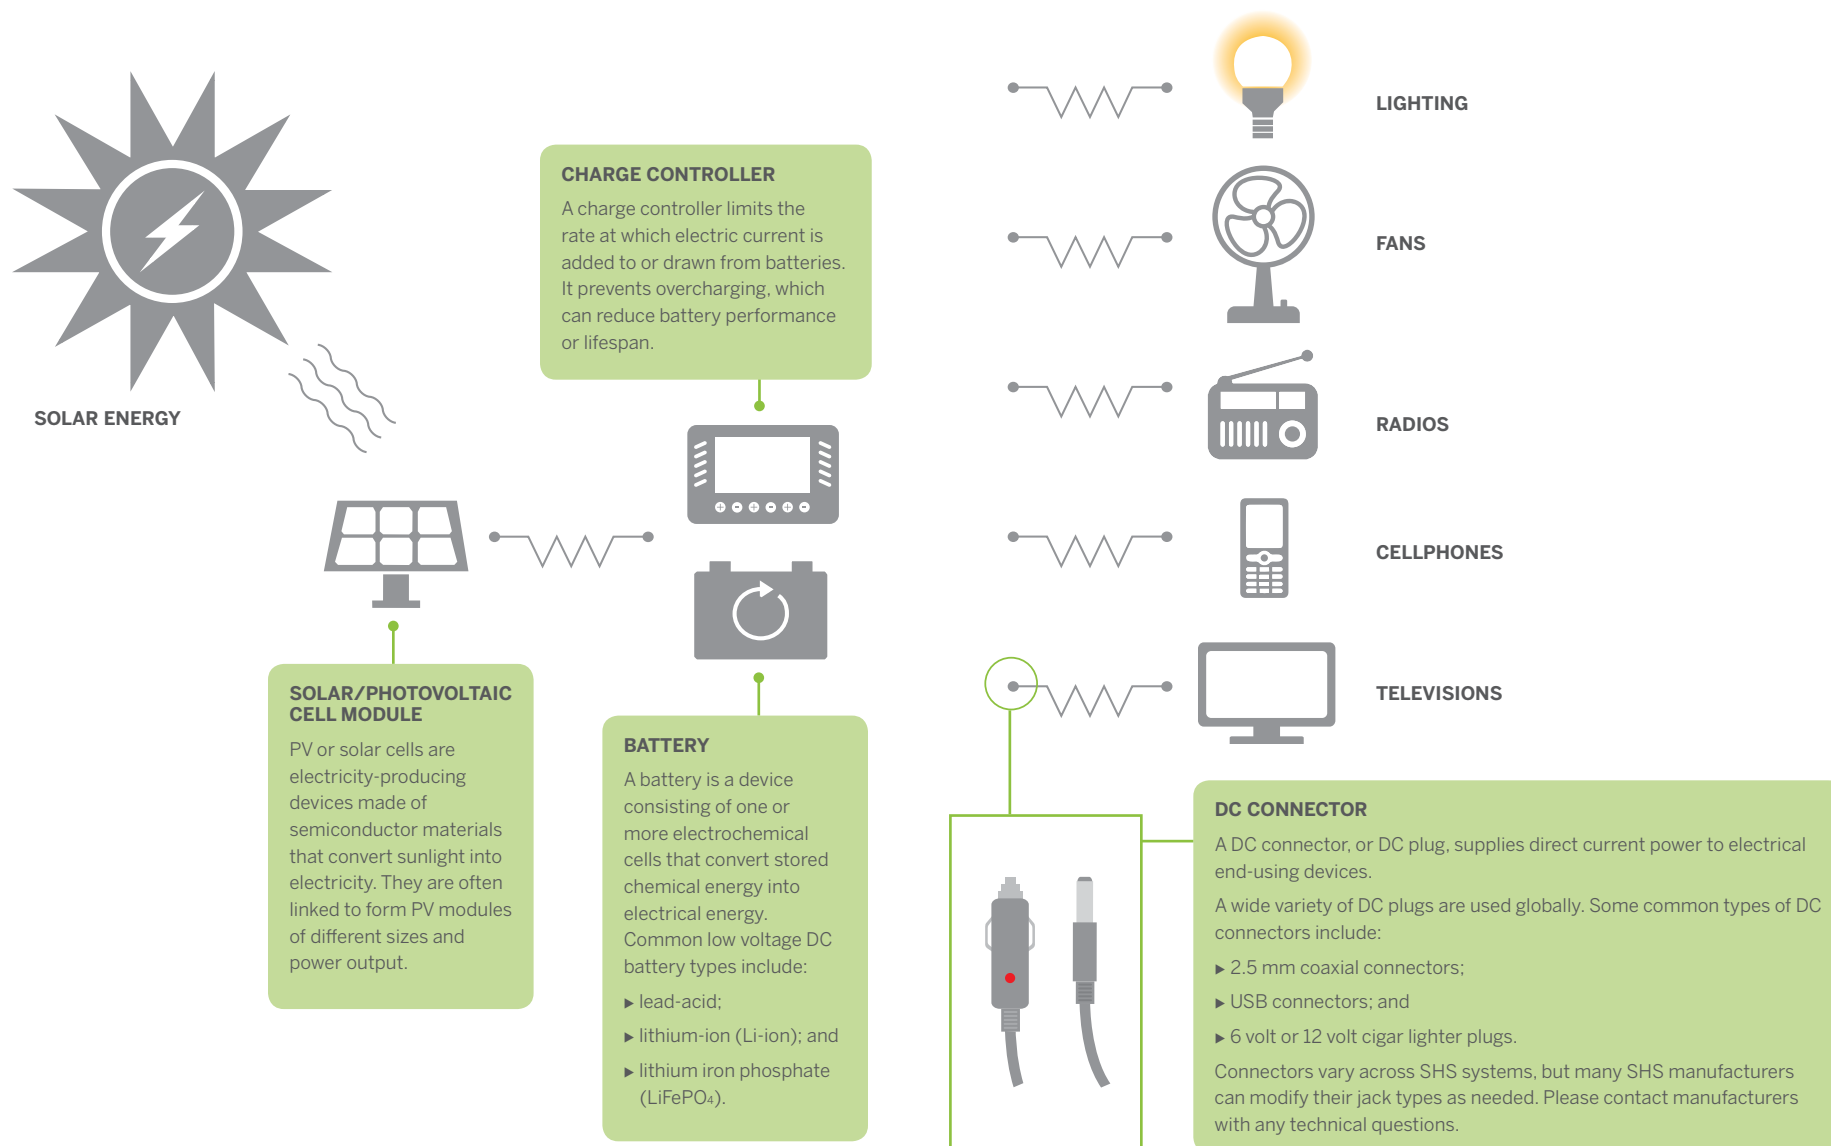 SOLAR ENERGY
CHARGE CONTROLLER
A charge controller limits the
rate at which electric current is
added to or drawn from batteries.
It prevents overcharging, which
can reduce battery performance
or lifespan.
SOLAR/PHOTOVOLTAIC
CELL MODULE
PV or solar cells are
electricity-producing
devices made of
semiconductor materials
that convert sunlight into
electricity. They are often
linked to form PV modules
of different sizes and
power output.
BATTERY
A battery is a device
consisting of one or
more electrochemical
cells that convert stored
chemical energy into
electrical energy.
Common low voltage DC
battery types include:
▶ lead-acid;
▶ lithium-ion (Li-ion); and
▶ lithium iron phosphate
(LiFePO₄).
LIGHTING
FANS
RADIOS
CELLPHONES
TELEVISIONS
DC CONNECTOR
A DC connector, or DC plug, supplies direct current power to electrical
end-using devices.
A wide variety of DC plugs are used globally. Some common types of DC
connectors include:
▶ 2.5 mm coaxial connectors;
▶ USB connectors; and
▶ 6 volt or 12 volt cigar lighter plugs.
Connectors vary across SHS systems, but many SHS manufacturers
can modify their jack types as needed. Please contact manufacturers
with any technical questions.